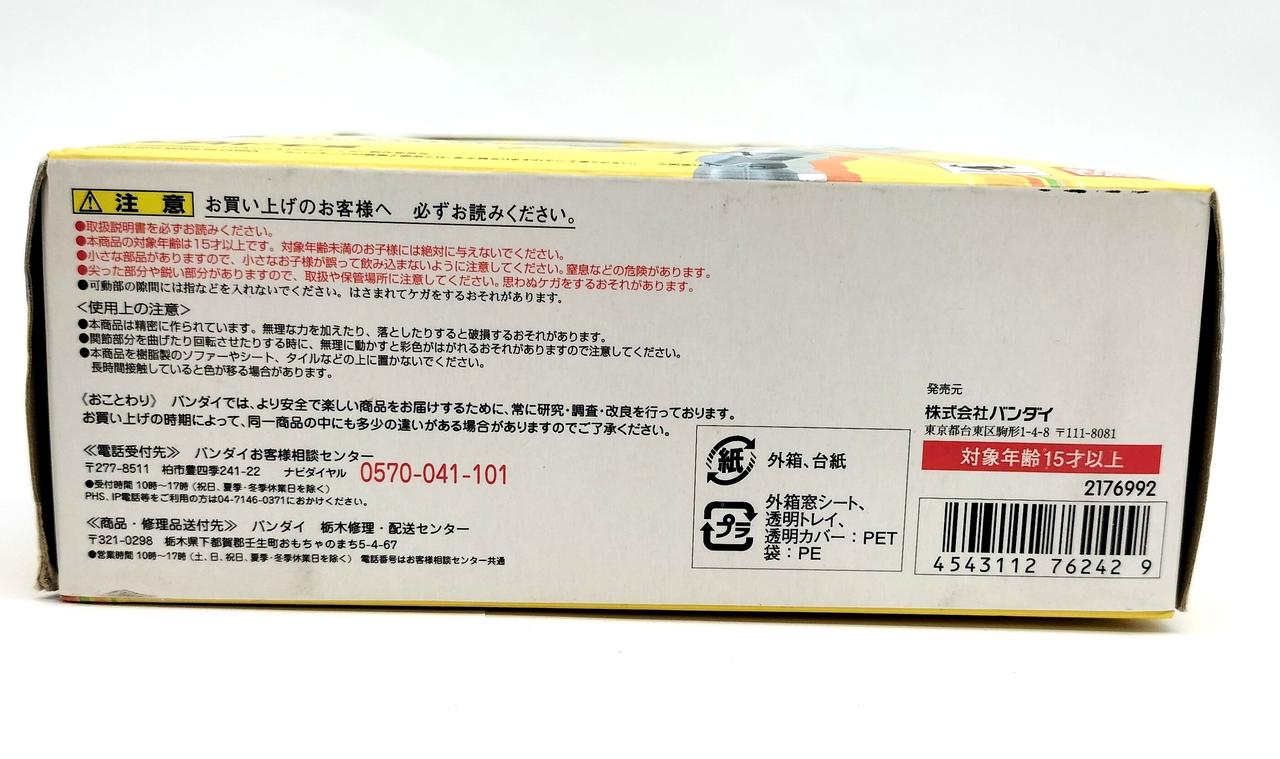 注 意 お買い上げのお客様へ 必ずお読みください。
●取扱説明書を必ずお読みください。
●本商品の対象年齢は15才以上です。対象年齢未満のお子様には絶対に与えないでください。
●小さな部品がありますので、小さなお子様が誤って飲み込まないように注意してください。窒息などの危険があります。
●尖った部分や鋭い部分がありますので、取扱や保管場所に注意してください。思わぬケガをするおそれがあります。
●可動部の隙間には指などを入れないでください。はさまれてケガをするおそれがあります。
<使用上の注意>
●本商品は精密に作られています。無理な力を加えたり、落としたりすると破損するおそれがあります。
●関節部分を曲げたり回転させたりする時に、無理に動かすと彩色がはがれるおそれがありますので注意してください。
●本商品を樹脂製のソファーやシート、タイルなどの上に置かないでください。
長時間接触していると色が移る場合があります。
《おことわり》 バンダイでは、より安全で楽しい商品をお届けするために、常に研究・調査・改良を行っております。
お買い上げの時期によって、同一商品の中にも多少の違いがある場合がありますのでご了承ください。
≪電話受付先≫ バンダイお客様相談センター
〒277-8511 柏市豊四季241-22 ナビダイヤル 0570-041-101
●受付時間 10時〜17時(祝日、夏季・冬季休業日を除く)
PHS、IP電話等をご利用の方は04-7146-0371におかけください。
≪商品・修理品送付先≫ バンダイ 栃木修理・配送センター
〒321-0298 栃木県下都賀郡壬生町おもちゃのまち5-4-67
●営業時間 10時〜17時(土、日、祝日、夏季・冬季休業日を除く) 電話番号はお客様相談センター共通
紙 外箱、台紙
プラ 外箱窓シート、
透明トレイ、
透明カバー：PET
袋：PE
発売元
株式会社バンダイ
東京都台東区駒形1-4-8 〒111-8081
対象年齢15才以上
2176992
4543112 76242 9